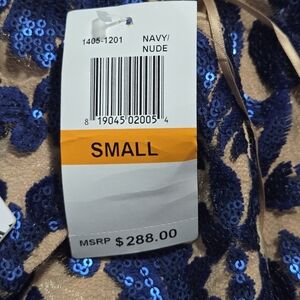 1405-1201 NAVY/
NUDE
8 19045 02005 4
SMALL
MSRP $288.00